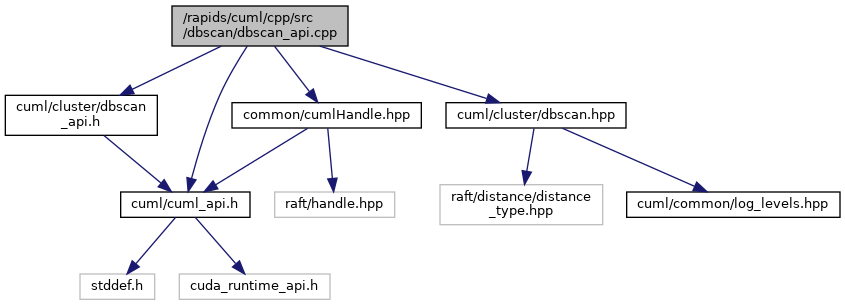 /rapids/cuml/cpp/src
/dbscan/dbscan_api.cpp
cuml/cluster/dbscan
_api.h
common/cumlHandle.hpp
cuml/cluster/dbscan.hpp
cuml/cuml_api.h
raft/handle.hpp
raft/distance/distance
_type.hpp
cuml/common/log_levels.hpp
stddef.h
cuda_runtime_api.h